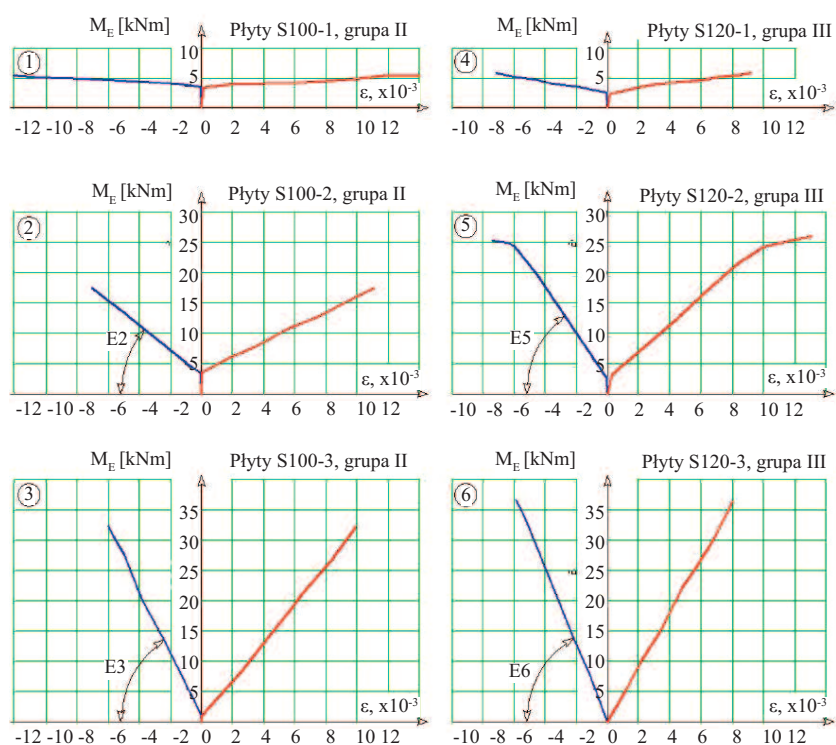 M_E [kNm]
Płyty S100-1, grupa II
1
10
5
ε, x10⁻³
-12 -10 -8 -6 -4 -2 0 2 4 6 8 10 12
M_E [kNm]
Płyty S120-1, grupa III
4
10
5
ε, x10⁻³
-10 -8 -6 -4 -2 0 2 4 6 8 10 12
M_E [kNm]
Płyty S100-2, grupa II
2
30
25
20
15
10
5
E2
ε, x10⁻³
-12 -10 -8 -6 -4 -2 0 2 4 6 8 10 12
M_E [kNm]
Płyty S120-2, grupa III
5
30
25
20
15
10
5
E5
ε, x10⁻³
-10 -8 -6 -4 -2 0 2 4 6 8 10 12
M_E [kNm]
Płyty S100-3, grupa II
3
35
30
25
20
15
10
5
E3
ε, x10⁻³
-12 -10 -8 -6 -4 -2 0 2 4 6 8 10 12
M_E [kNm]
Płyty S120-3, grupa III
6
35
30
25
20
15
10
5
E6
ε, x10⁻³
-10 -8 -6 -4 -2 0 2 4 6 8 10 12